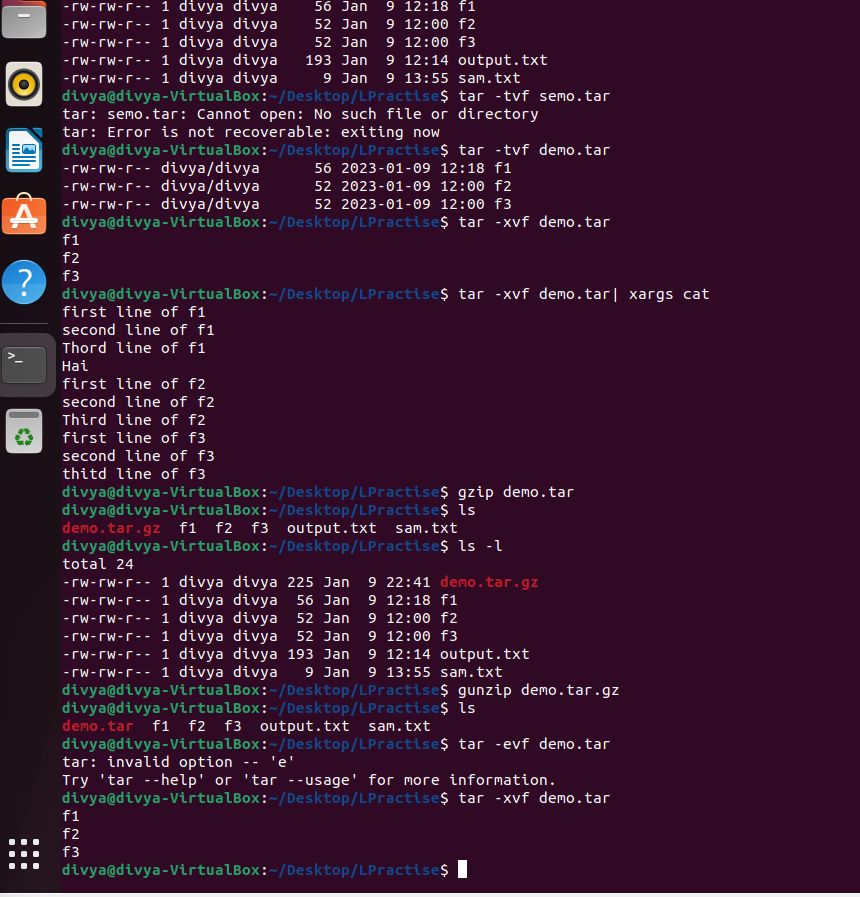 -rw-rw-r-- 1 divya divya    56 Jan  9 12:18 f1
-rw-rw-r-- 1 divya divya    52 Jan  9 12:00 f2
-rw-rw-r-- 1 divya divya    52 Jan  9 12:00 f3
-rw-rw-r-- 1 divya divya   193 Jan  9 12:14 output.txt
-rw-rw-r-- 1 divya divya     9 Jan  9 13:55 sam.txt
divya@divya-VirtualBox:~/Desktop/LPractise$ tar -tvf semo.tar
tar: semo.tar: Cannot open: No such file or directory
tar: Error is not recoverable: exiting now
divya@divya-VirtualBox:~/Desktop/LPractise$ tar -tvf demo.tar
-rw-rw-r-- divya/divya      56 2023-01-09 12:18 f1
-rw-rw-r-- divya/divya      52 2023-01-09 12:00 f2
-rw-rw-r-- divya/divya      52 2023-01-09 12:00 f3
divya@divya-VirtualBox:~/Desktop/LPractise$ tar -xvf demo.tar
f1
f2
f3
divya@divya-VirtualBox:~/Desktop/LPractise$ tar -xvf demo.tar| xargs cat
first line of f1
second line of f1
Thord line of f1
Hai
first line of f2
second line of f2
Third line of f2
first line of f3
second line of f3
thitd line of f3
divya@divya-VirtualBox:~/Desktop/LPractise$ gzip demo.tar
divya@divya-VirtualBox:~/Desktop/LPractise$ ls
demo.tar.gz  f1  f2  f3  output.txt  sam.txt
divya@divya-VirtualBox:~/Desktop/LPractise$ ls -l
total 24
-rw-rw-r-- 1 divya divya 225 Jan  9 22:41 demo.tar.gz
-rw-rw-r-- 1 divya divya  56 Jan  9 12:18 f1
-rw-rw-r-- 1 divya divya  52 Jan  9 12:00 f2
-rw-rw-r-- 1 divya divya  52 Jan  9 12:00 f3
-rw-rw-r-- 1 divya divya 193 Jan  9 12:14 output.txt
-rw-rw-r-- 1 divya divya   9 Jan  9 13:55 sam.txt
divya@divya-VirtualBox:~/Desktop/LPractise$ gunzip demo.tar.gz
divya@divya-VirtualBox:~/Desktop/LPractise$ ls
demo.tar  f1  f2  f3  output.txt  sam.txt
divya@divya-VirtualBox:~/Desktop/LPractise$ tar -evf demo.tar
tar: invalid option -- 'e'
Try 'tar --help' or 'tar --usage' for more information.
divya@divya-VirtualBox:~/Desktop/LPractise$ tar -xvf demo.tar
f1
f2
f3
divya@divya-VirtualBox:~/Desktop/LPractise$